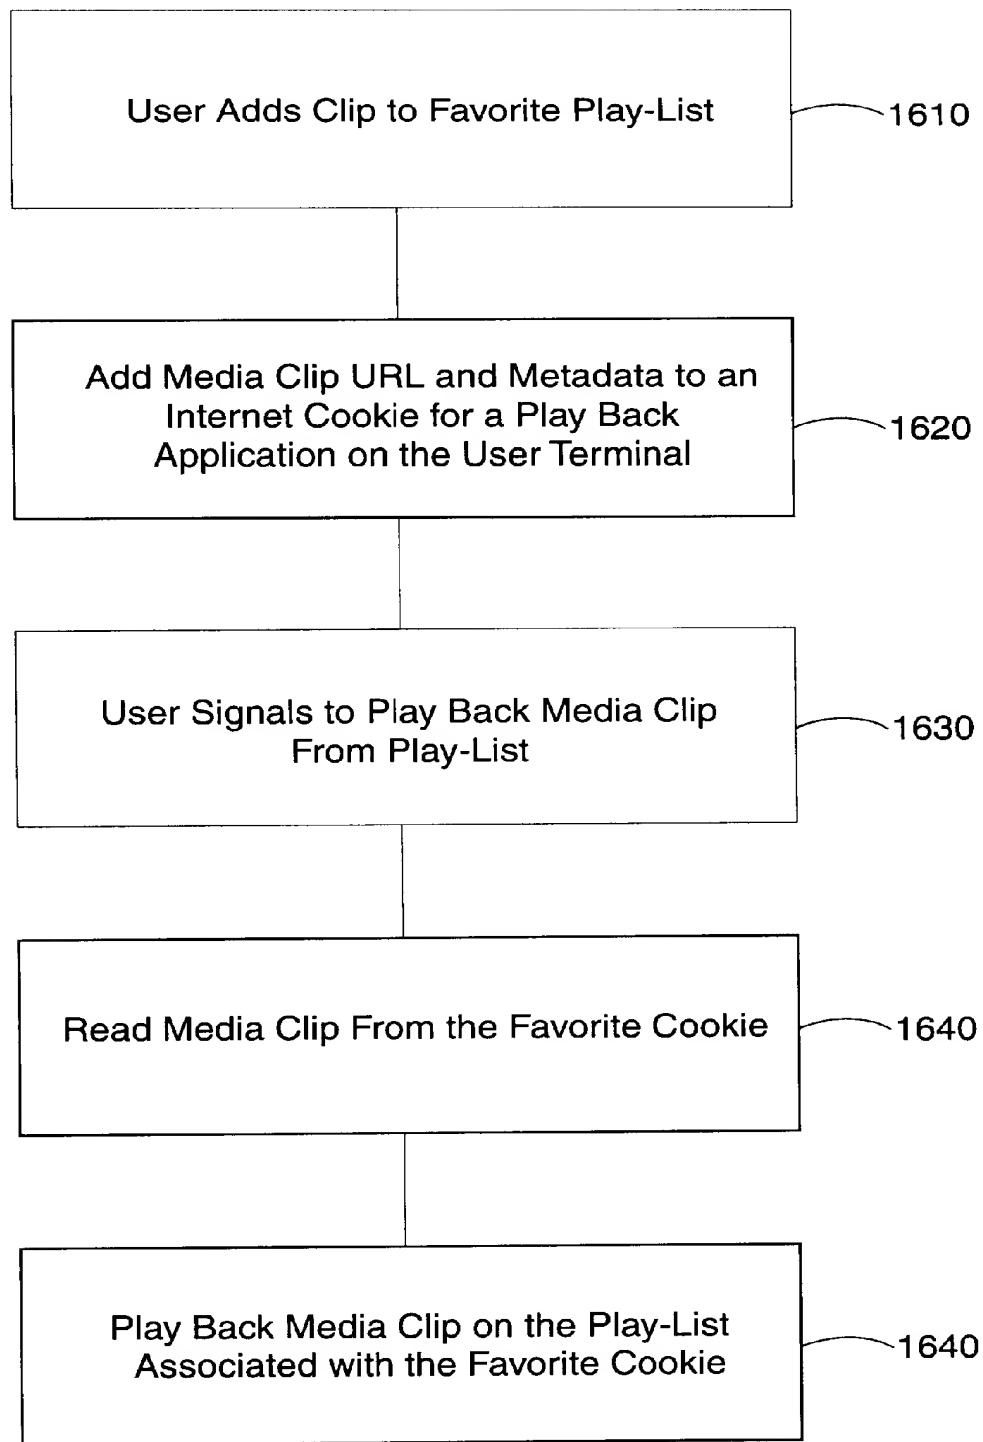 User Adds Clip to Favorite Play-List
1610
Add Media Clip URL and Metadata to an
Internet Cookie for a Play Back
Application on the User Terminal
1620
User Signals to Play Back Media Clip
From Play-List
1630
Read Media Clip From the Favorite Cookie
1640
Play Back Media Clip on the Play-List
Associated with the Favorite Cookie
1640